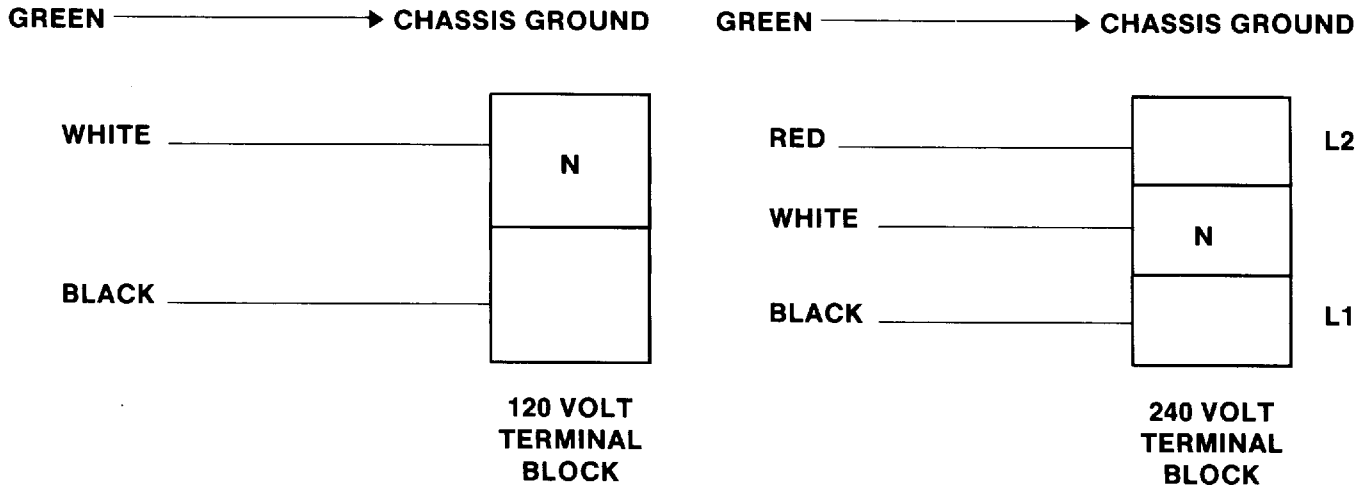 GREEN CHASSIS GROUND
WHITE
N
BLACK
120 VOLT
TERMINAL
BLOCK
GREEN CHASSIS GROUND
RED
L2
WHITE
N
BLACK
L1
240 VOLT
TERMINAL
BLOCK